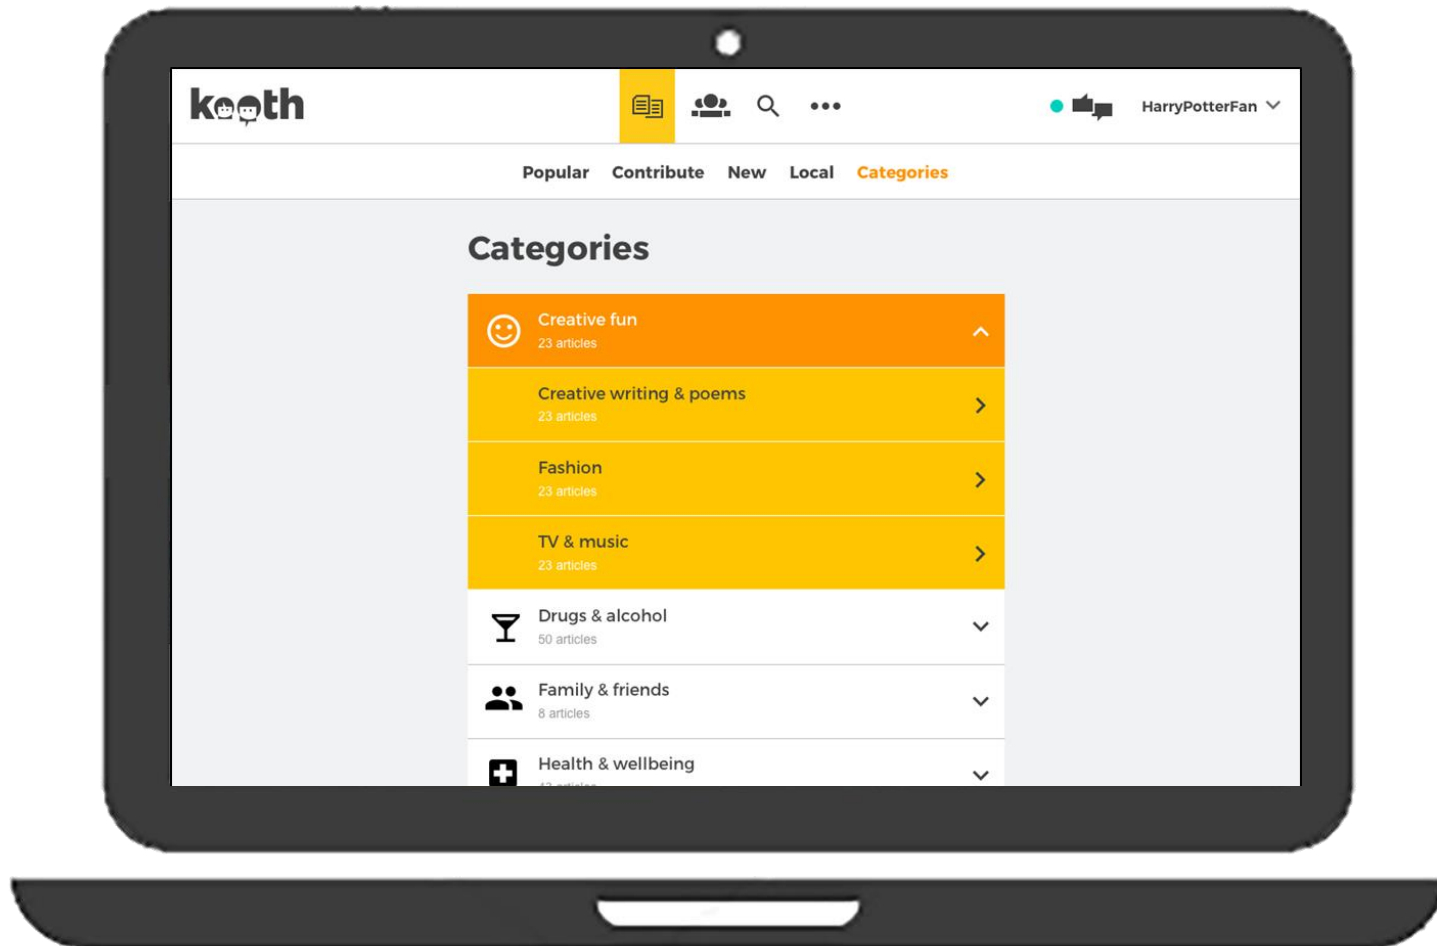 kooth
HarryPotterFan
Popular Contribute New Local Categories
Categories
Creative fun
23 articles
Creative writing & poems
23 articles
Fashion
23 articles
TV & music
23 articles
Drugs & alcohol
50 articles
Family & friends
8 articles
Health & wellbeing